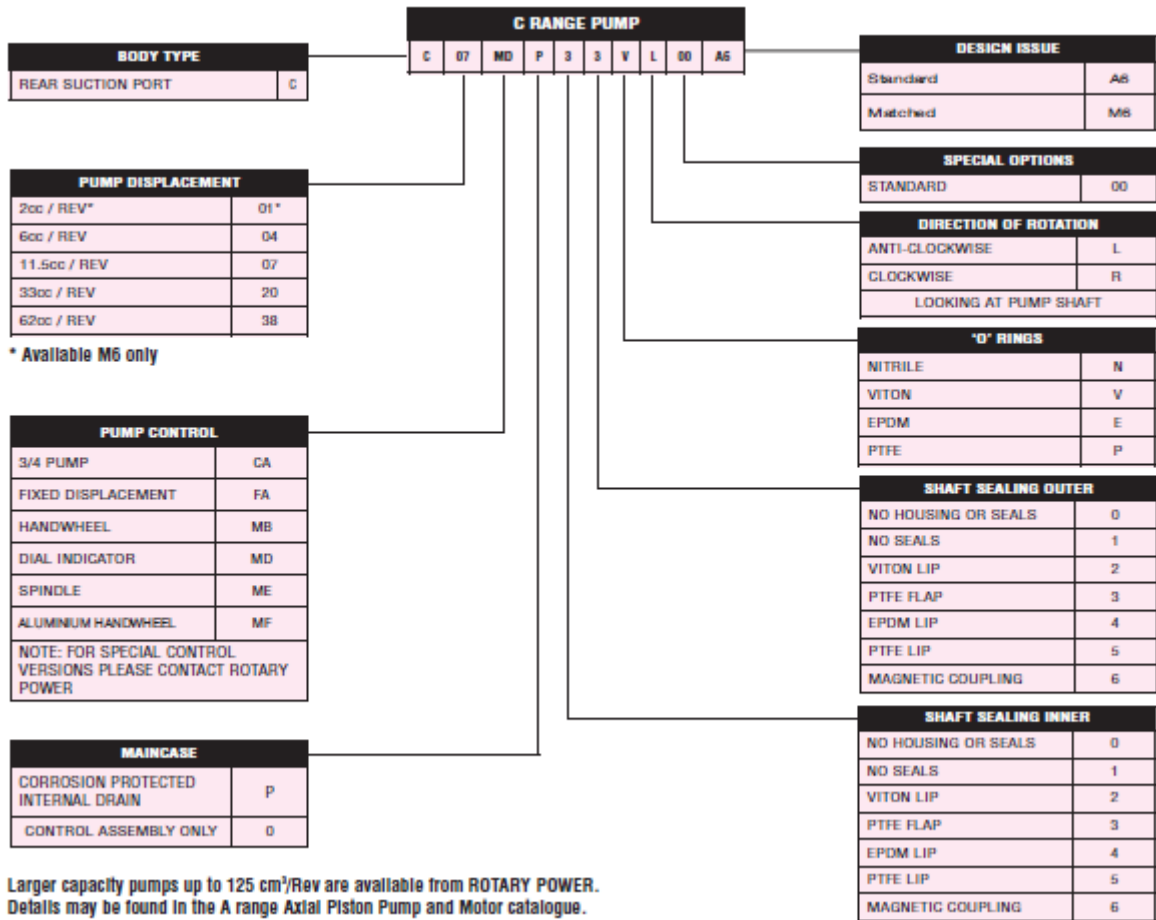 C RANGE PUMP
C 07 MD P 3 3 V L 00 A6
BODY TYPE
REAR SUCTION PORT C
PUMP DISPLACEMENT
2cc / REV* 01*
6cc / REV 04
11.5cc / REV 07
33cc / REV 20
62cc / REV 38
* Available M6 only
PUMP CONTROL
3/4 PUMP CA
FIXED DISPLACEMENT FA
HANDWHEEL MB
DIAL INDICATOR MD
SPINDLE ME
ALUMINIUM HANDWHEEL MF
NOTE: FOR SPECIAL CONTROL
VERSIONS PLEASE CONTACT ROTARY
POWER
MAINCASE
CORROSION PROTECTED
INTERNAL DRAIN P
CONTROL ASSEMBLY ONLY 0
Larger capacity pumps up to 125 cm³/Rev are available from ROTARY POWER.
Details may be found in the A range Axial Piston Pump and Motor catalogue.
DESIGN ISSUE
Standard A6
Matched M6
SPECIAL OPTIONS
STANDARD 00
DIRECTION OF ROTATION
ANTI-CLOCKWISE L
CLOCKWISE R
LOOKING AT PUMP SHAFT
"O" RINGS
NITRILE N
VITON V
EPDM E
PTFE P
SHAFT SEALING OUTER
NO HOUSING OR SEALS 0
NO SEALS 1
VITON LIP 2
PTFE FLAP 3
EPDM LIP 4
PTFE LIP 5
MAGNETIC COUPLING 6
SHAFT SEALING INNER
NO HOUSING OR SEALS 0
NO SEALS 1
VITON LIP 2
PTFE FLAP 3
EPDM LIP 4
PTFE LIP 5
MAGNETIC COUPLING 6